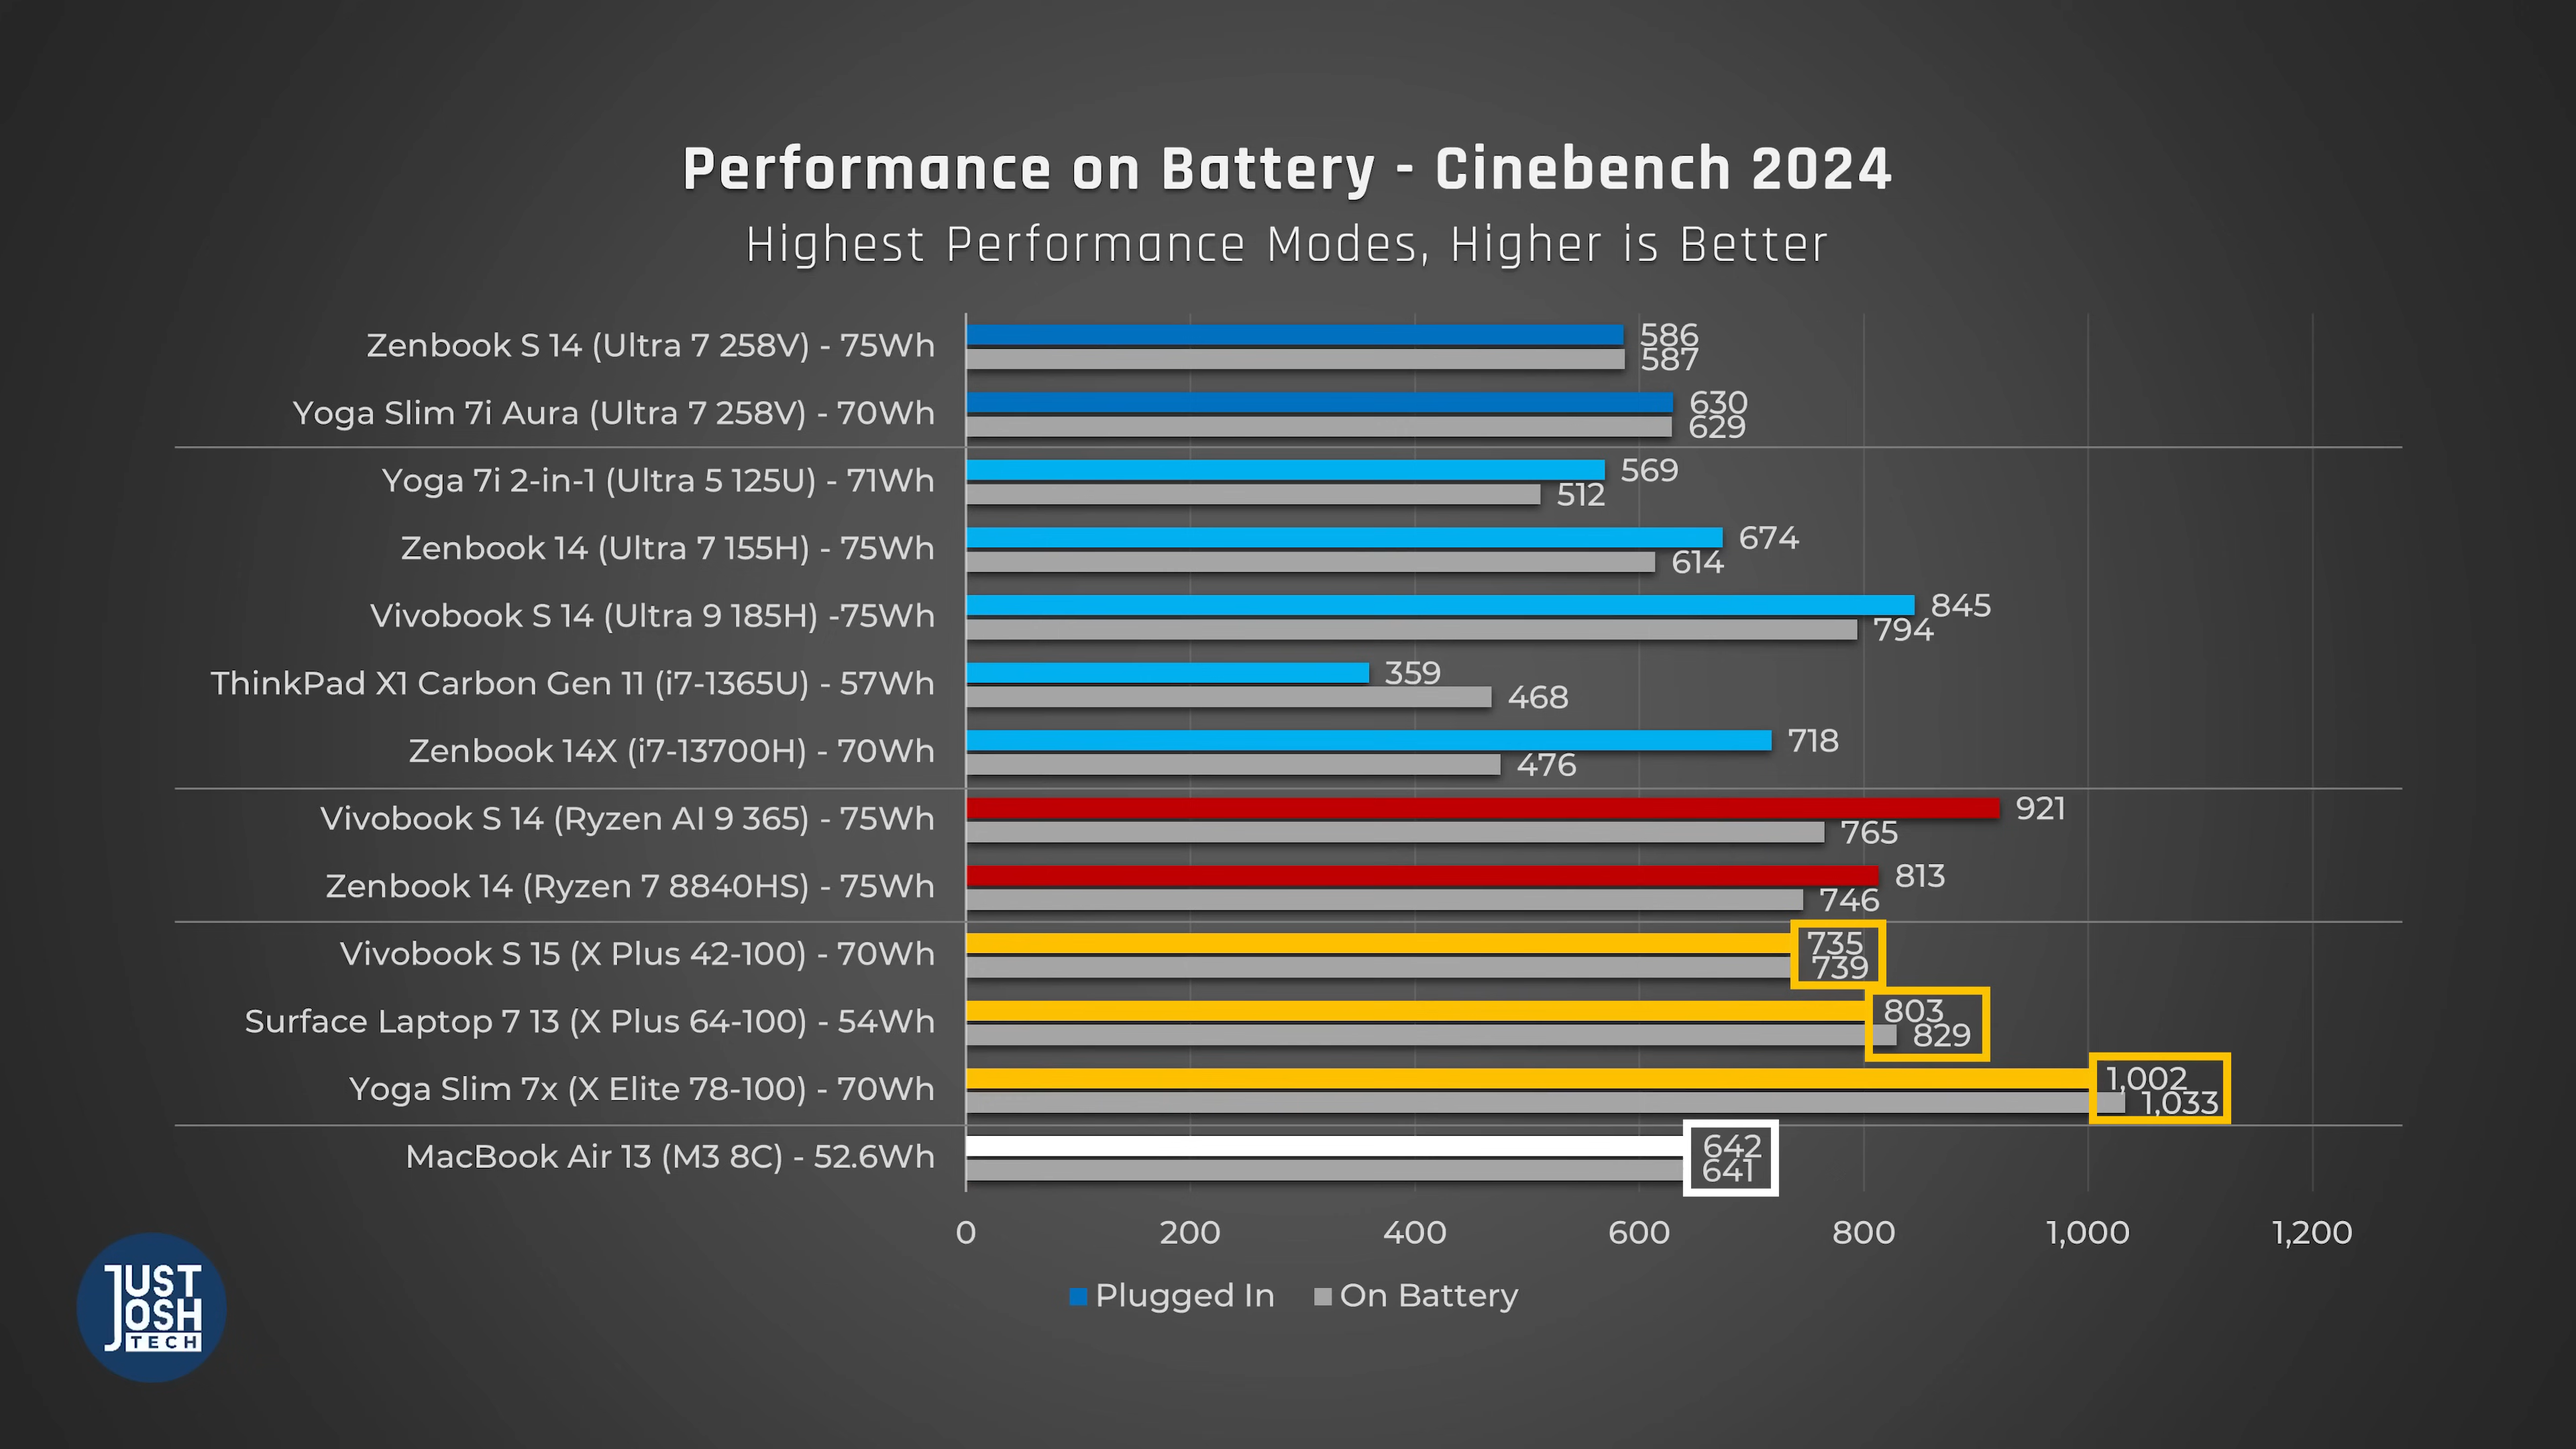 Performance on Battery - Cinebench 2024
Highest Performance Modes, Higher is Better
Zenbook S 14 (Ultra 7 258V) - 75Wh
586
587
Yoga Slim 7i Aura (Ultra 7 258V) - 70Wh
630
629
Yoga 7i 2-in-1 (Ultra 5 125U) - 71Wh
569
512
Zenbook 14 (Ultra 7 155H) - 75Wh
674
614
Vivobook S 14 (Ultra 9 185H) -75Wh
845
794
ThinkPad X1 Carbon Gen 11 (i7-1365U) - 57Wh
359
468
Zenbook 14X (i7-13700H) - 70Wh
718
476
Vivobook S 14 (Ryzen AI 9 365) - 75Wh
921
765
Zenbook 14 (Ryzen 7 8840HS) - 75Wh
813
746
Vivobook S 15 (X Plus 42-100) - 70Wh
735
739
Surface Laptop 7 13 (X Plus 64-100) - 54Wh
803
829
Yoga Slim 7x (X Elite 78-100) - 70Wh
1,002
1,033
MacBook Air 13 (M3 8C) - 52.6Wh
642
641
0 200 400 600 800 1,000 1,200
Plugged In On Battery
JUST
JOSH
TECH